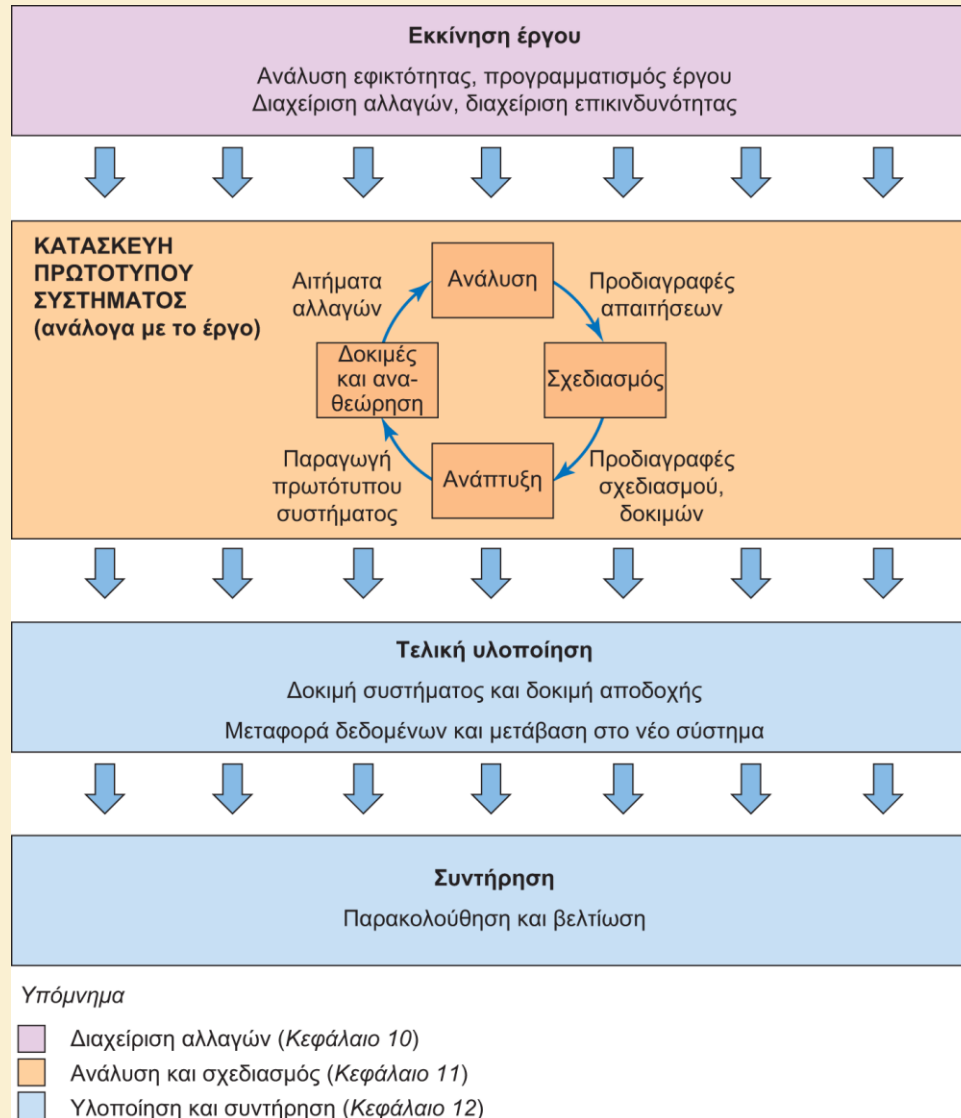 Εκκίνηση έργου
Ανάλυση εφικτότητας, προγραμματισμός έργου
Διαχείριση αλλαγών, διαχείριση επικινδυνότητας
ΚΑΤΑΣΚΕΥΗ
ΠΡΩΤΟΤΥΠΟΥ
ΣΥΣΤΗΜΑΤΟΣ
(ανάλογα με το έργο)
Αιτήματα
αλλαγών
Ανάλυση
Προδιαγραφές
απαιτήσεων
Δοκιμές
και ανα-
θεώρηση
Σχεδιασμός
Παραγωγή
πρωτότυπου
συστήματος
Ανάπτυξη
Προδιαγραφές
σχεδιασμού,
δοκιμών
Τελική υλοποίηση
Δοκιμή συστήματος και δοκιμή αποδοχής
Μεταφορά δεδομένων και μετάβαση στο νέο σύστημα
Συντήρηση
Παρακολούθηση και βελτίωση
Υπόμνημα
Διαχείριση αλλαγών (Κεφάλαιο 10)
Ανάλυση και σχεδιασμός (Κεφάλαιο 11)
Υλοποίηση και συντήρηση (Κεφάλαιο 12)